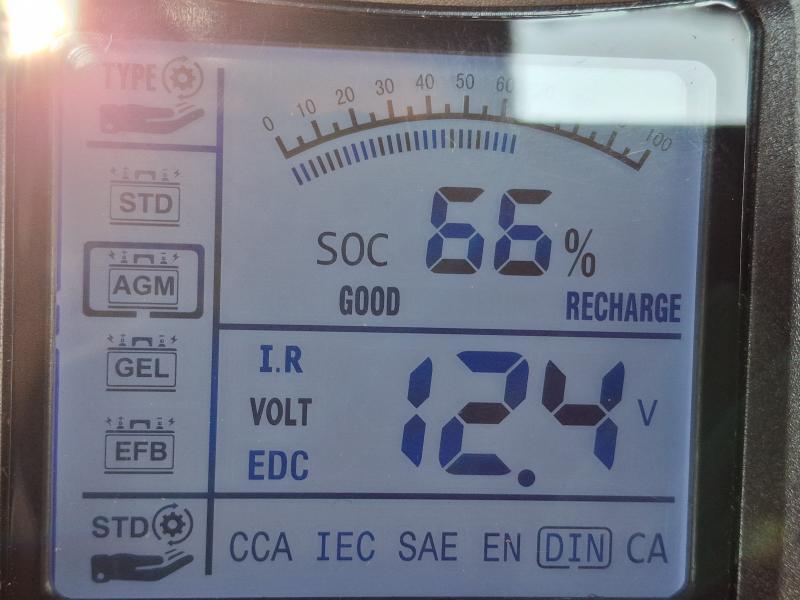 TYPE
0 10 20 30 40 50 60 100
STD
AGM
GEL
EFB
STD
SOC 66%
GOOD RECHARGE
I.R
VOLT
EDC
12.4 V
CCA IEC SAE EN DIN CA